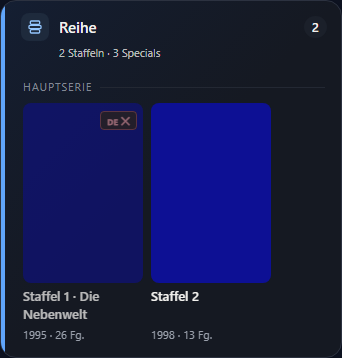 Reihe
2
2 Staffeln · 3 Specials
HAUPTSERIE
DE
Staffel 1 · Die
Nebenwelt
1995 · 26 Fg.
Staffel 2
1998 · 13 Fg.